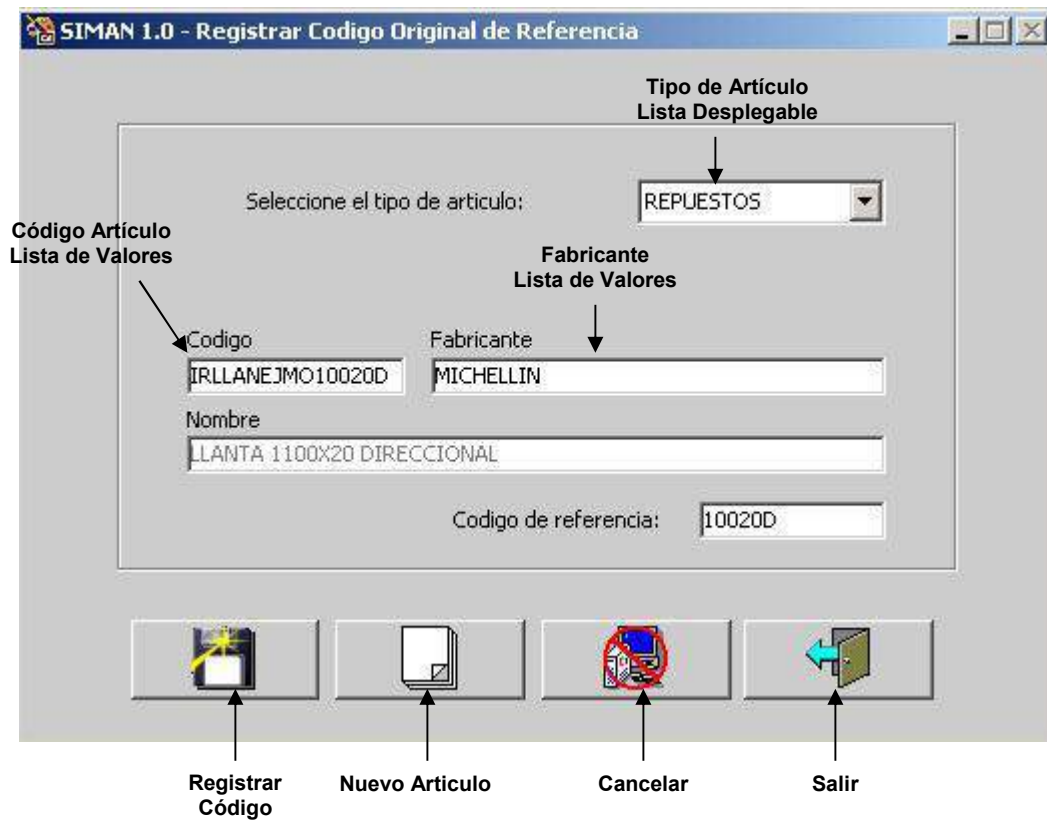 SIMAN 1.0 - Registrar Codigo Original de Referencia
Tipo de Artículo
Lista Desplegable
Seleccione el tipo de articulo:
REPUESTOS
Código Artículo
Lista de Valores
Fabricante
Lista de Valores
Codigo
Fabricante
IRLLANEJMO10020D
MICHELLIN
Nombre
LLANTA 1100X20 DIRECCIONAL
Codigo de referencia:
10020D
Registrar
Código
Nuevo Articulo
Cancelar
Salir